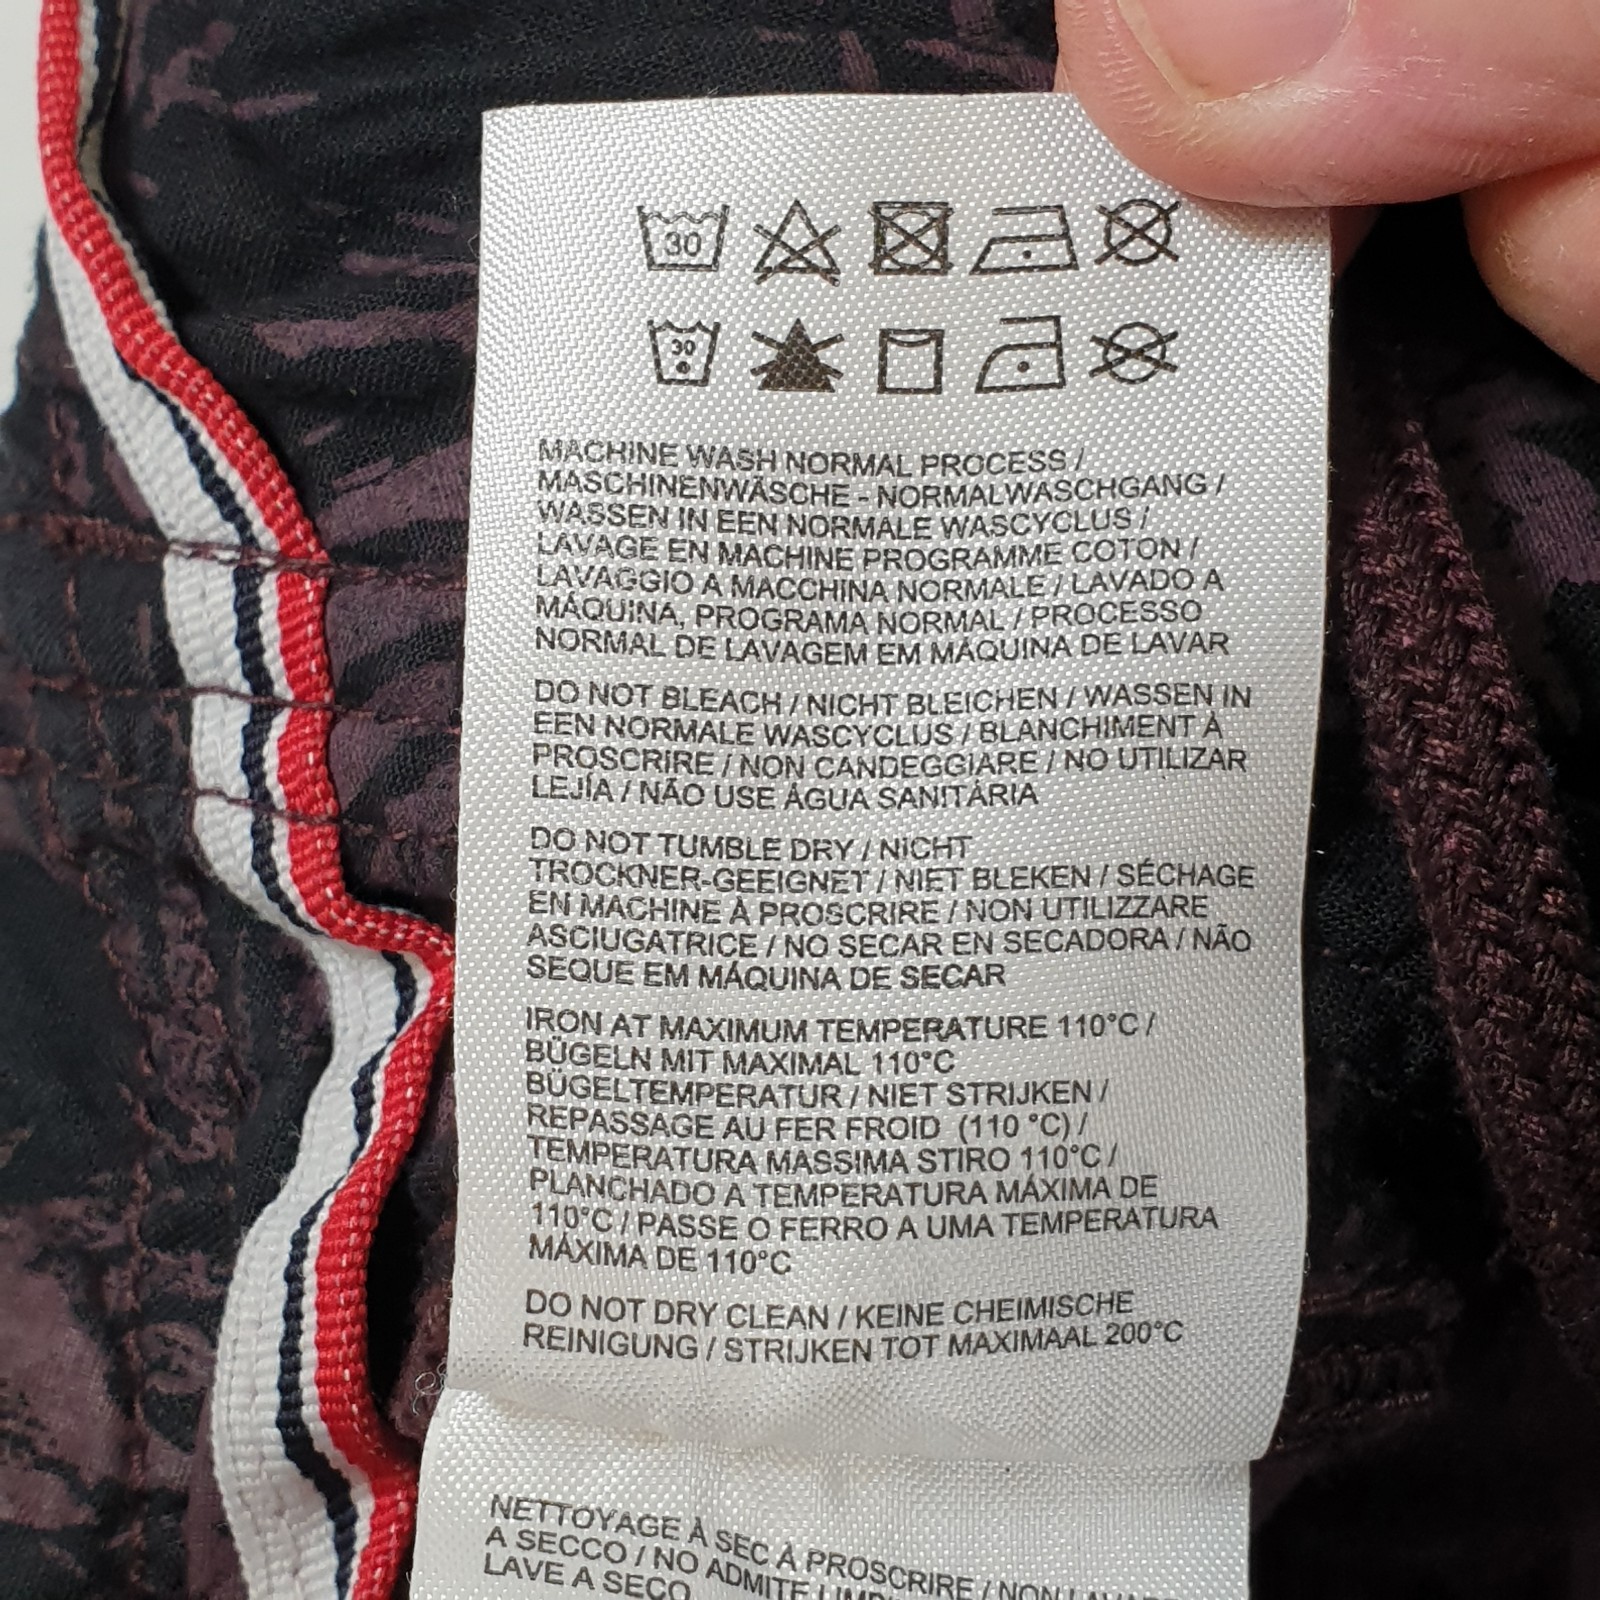 30
30
MACHINE WASH NORMAL PROCESS /
MASCHINENWÄSCHE - NORMALWASCHGANG /
WASSEN IN EEN NORMALE WASCYCLUS /
LAVAGE EN MACHINE PROGRAMME COTON /
LAVAGGIO A MACCHINA NORMALE / LAVADO A
MÁQUINA, PROGRAMA NORMAL / PROCESSO
NORMAL DE LAVAGEM EM MÁQUINA DE LAVAR
DO NOT BLEACH / NICHT BLEICHEN / WASSEN IN
EEN NORMALE WASCYCLUS / BLANCHIMENT À
PROSCRIRE / NON CANDEGGIARE / NO UTILIZAR
LEJÍA / NÃO USE ÁGUA SANITÁRIA
DO NOT TUMBLE DRY / NICHT
TROCKNER-GEEIGNET / NIET BLEKEN / SÉCHAGE
EN MACHINE À PROSCRIRE / NON UTILIZZARE
ASCIUGATRICE / NO SECAR EN SECADORA / NÃO
SEQUE EM MÁQUINA DE SECAR
IRON AT MAXIMUM TEMPERATURE 110°C /
BÜGELN MIT MAXIMAL 110°C
BÜGELTEMPERATUR / NIET STRIJKEN /
REPASSAGE AU FER FROID (110 °C) /
TEMPERATURA MASSIMA STIRO 110°C /
PLANCHADO A TEMPERATURA MÁXIMA DE
110°C / PASSE O FERRO A UMA TEMPERATURA
MÁXIMA DE 110°C
DO NOT DRY CLEAN / KEINE CHEIMISCHE
REINIGUNG / STRIJKEN TOT MAXIMAAL 200°C
NETTOYAGE À SEC À PROSCRIRE / NON
A SECCO / NO ADMITE
LAVE A SECO